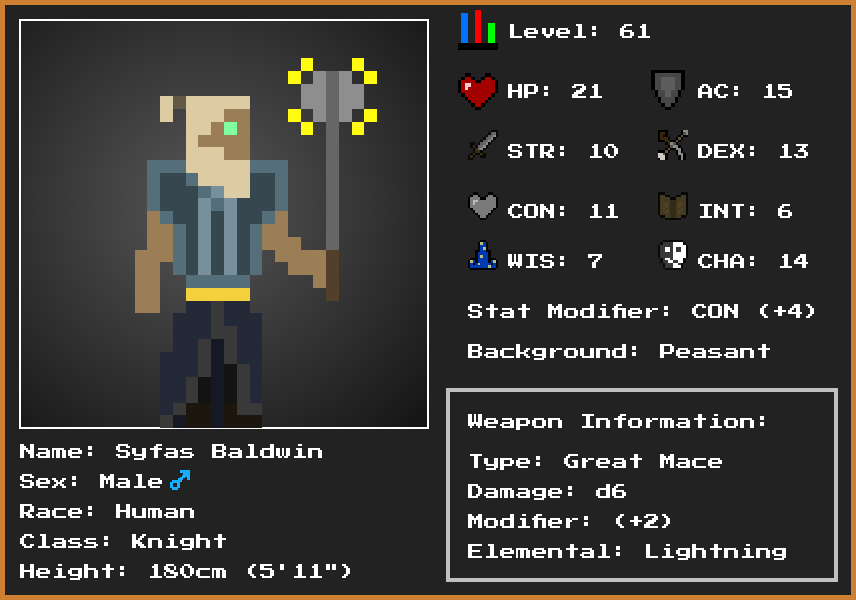 Level: 61
HP: 21
AC: 15
STR: 10
DEX: 13
CON: 11
INT: 6
WIS: 7
CHA: 14
Stat Modifier: CON (+4)
Background: Peasant
Weapon Information:
Type: Great Mace
Damage: d6
Modifier: (+2)
Elemental: Lightning
Name: Syfas Baldwin
Sex: Male ♂
Race: Human
Class: Knight
Height: 180cm (5'11")